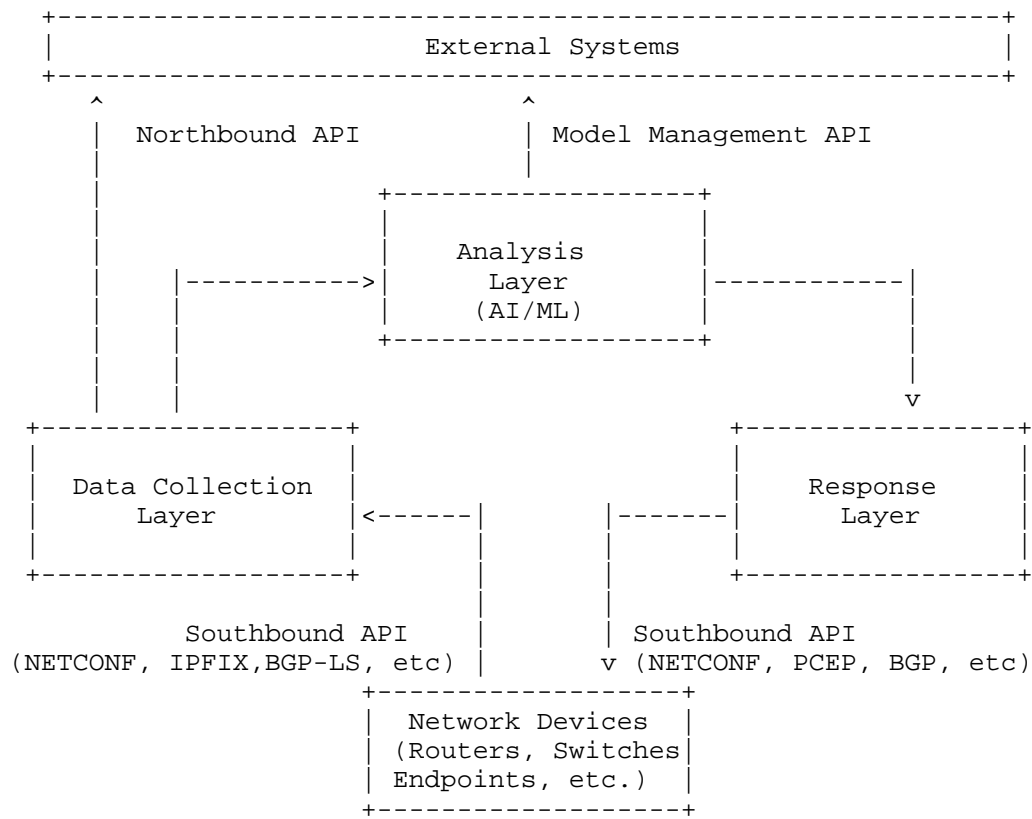 External Systems
Northbound API
Model Management API
Analysis
Layer
(AI/ML)
Data Collection
Layer
Response
Layer
Southbound API
(NETCONF, IPFIX,BGP-LS, etc)
Southbound API
v (NETCONF, PCEP, BGP, etc)
Network Devices
(Routers, Switches
Endpoints, etc.)